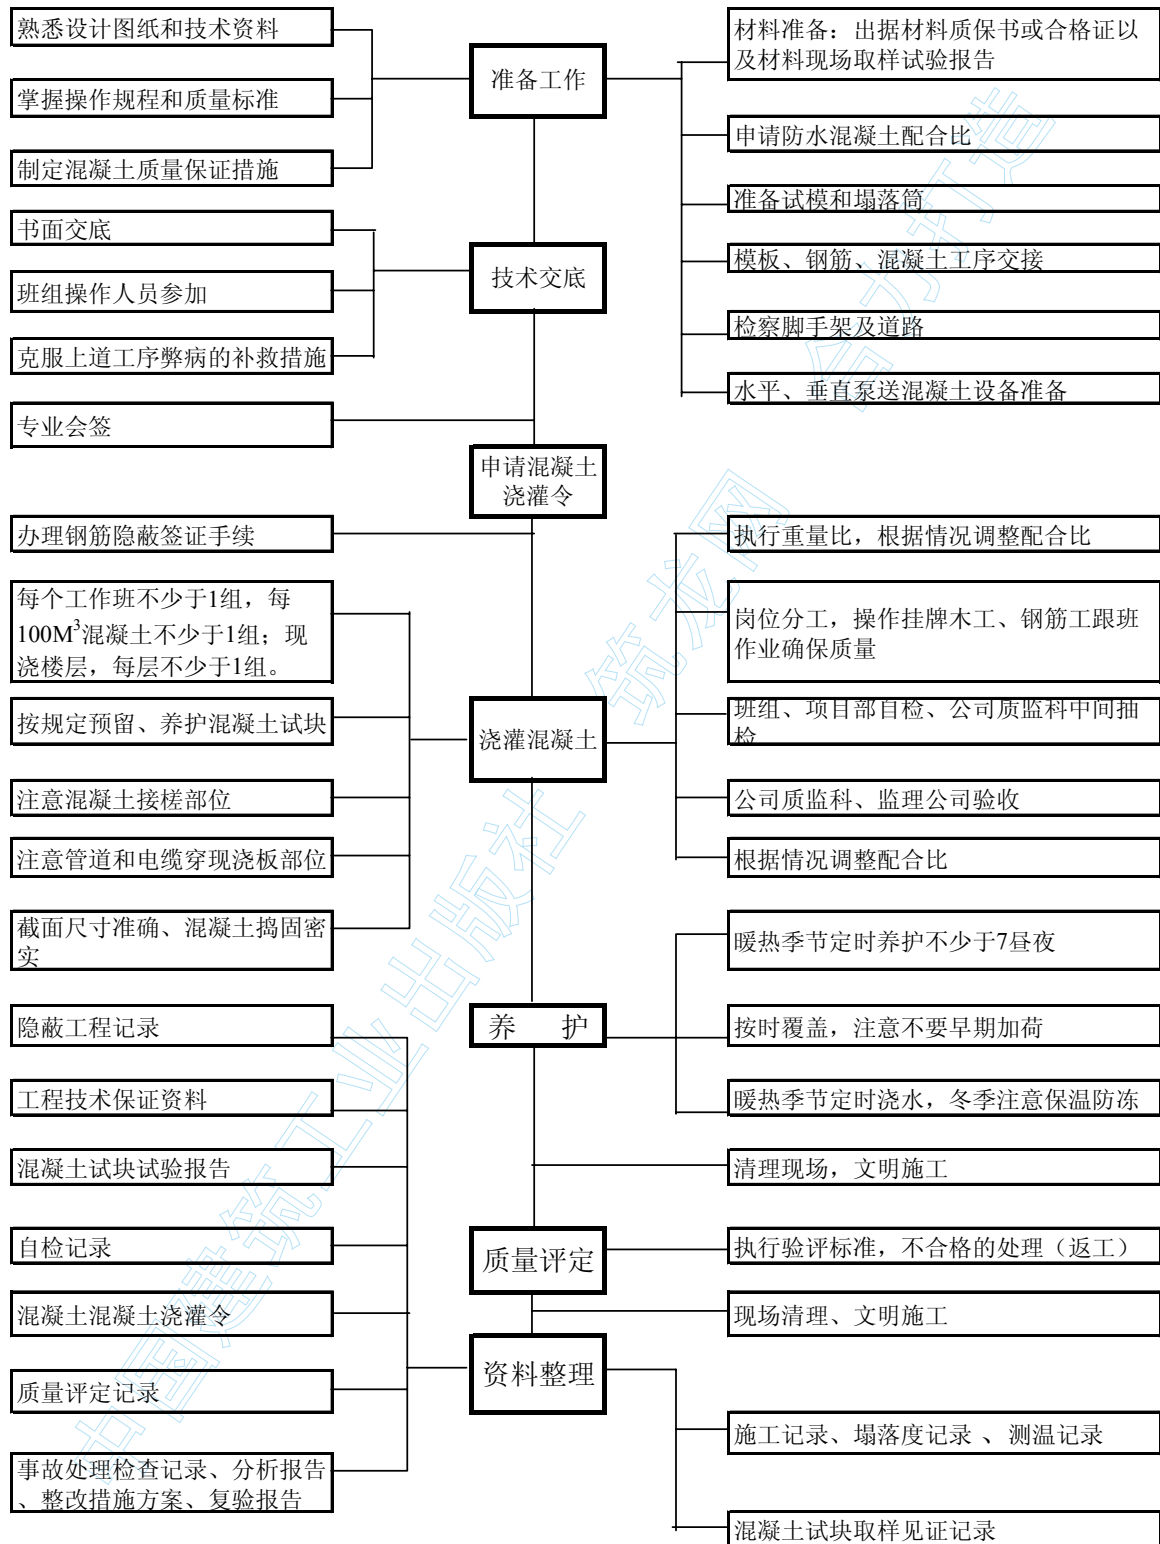 熟悉设计图纸和技术资料
掌握操作规程和质量标准
制定混凝土质量保证措施
准备工作
材料准备：出据材料质保书或合格证以
及材料现场取样试验报告
申请防水混凝土配合比
准备试模和塌落筒
模板、钢筋、混凝土工序交接
检察脚手架及道路
水平、垂直泵送混凝土设备准备
书面交底
班组操作人员参加
克服上道工序弊病的补救措施
技术交底
专业会签
申请混凝土
浇灌令
办理钢筋隐蔽签证手续
每个工作班不少于1组，每
100M³混凝土不少于1组；现
浇楼层，每层不少于1组。
按规定预留、养护混凝土试块
注意混凝土接槎部位
注意管道和电缆穿现浇板部位
截面尺寸准确、混凝土捣固密
实
浇灌混凝土
执行重量比，根据情况调整配合比
岗位分工，操作挂牌木工、钢筋工跟班
作业确保质量
班组、项目部自检、公司质监科中间抽
检
公司质监科、监理公司验收
根据情况调整配合比
养 护
暖热季节定时养护不少于7昼夜
按时覆盖，注意不要早期加荷
暖热季节定时浇水，冬季注意保温防冻
清理现场，文明施工
质量评定
执行验评标准，不合格的处理（返工）
现场清理、文明施工
隐蔽工程记录
工程技术保证资料
混凝土试块试验报告
自检记录
混凝土混凝土浇灌令
质量评定记录
事故处理检查记录、分析报告
、整改措施方案、复验报告
资料整理
施工记录、塌落度记录 、测温记录
混凝土试块取样见证记录
中国建筑工业出版社 筑龙网 合力打造